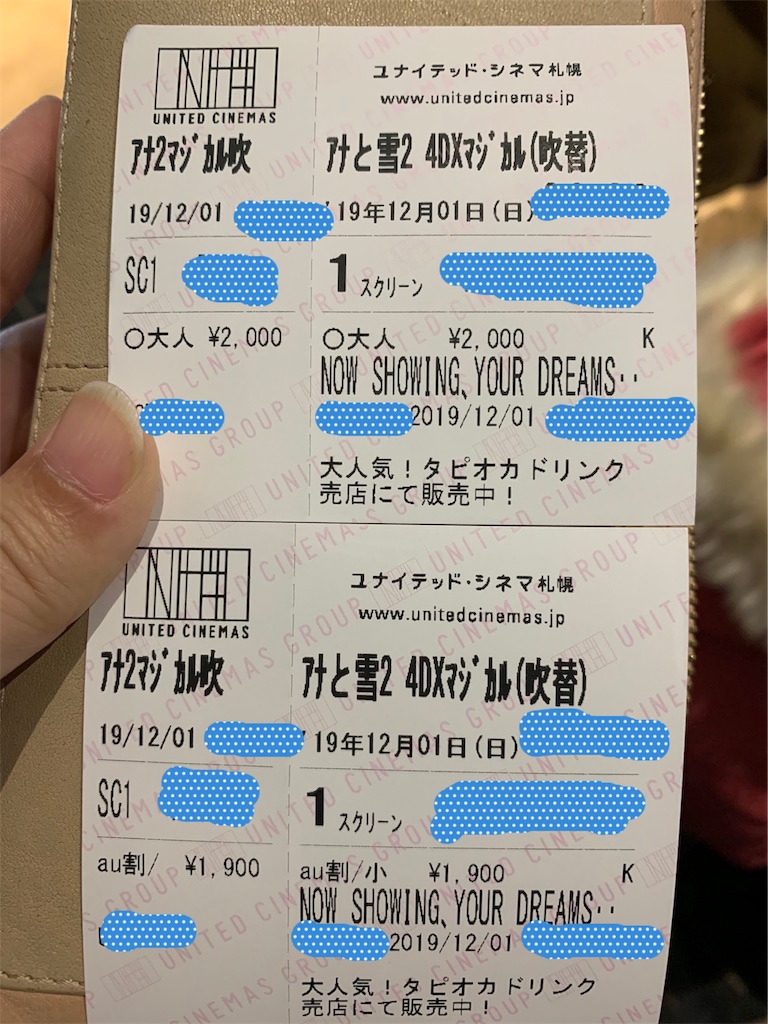 UNITED CINEMAS
ユナイテッド・シネマ札幌
www.unitedcinemas.jp
アナ2マジカル吹
アナと雪2 4DXマジカル(吹替)
19/12/01
'19年12月01日(日)
SC1
1 スクリーン
○大人 ¥2,000
○大人 ¥2,000 K
NOW SHOWING、YOUR DREAMS‥
2019/12/01
大人気!タピオカドリンク
売店にて販売中!
UNITED CINEMAS
ユナイテッド・シネマ札幌
www.unitedcinemas.jp
アナ2マジカル吹
アナと雪2 4DXマジカル(吹替)
19/12/01
'19年12月01日(日)
SC1
1 スクリーン
au割/ ¥1,900
au割/小 ¥1,900 K
NOW SHOWING、YOUR DREAMS‥
2019/12/01
大人気!タピオカドリンク
売店にて販売中!